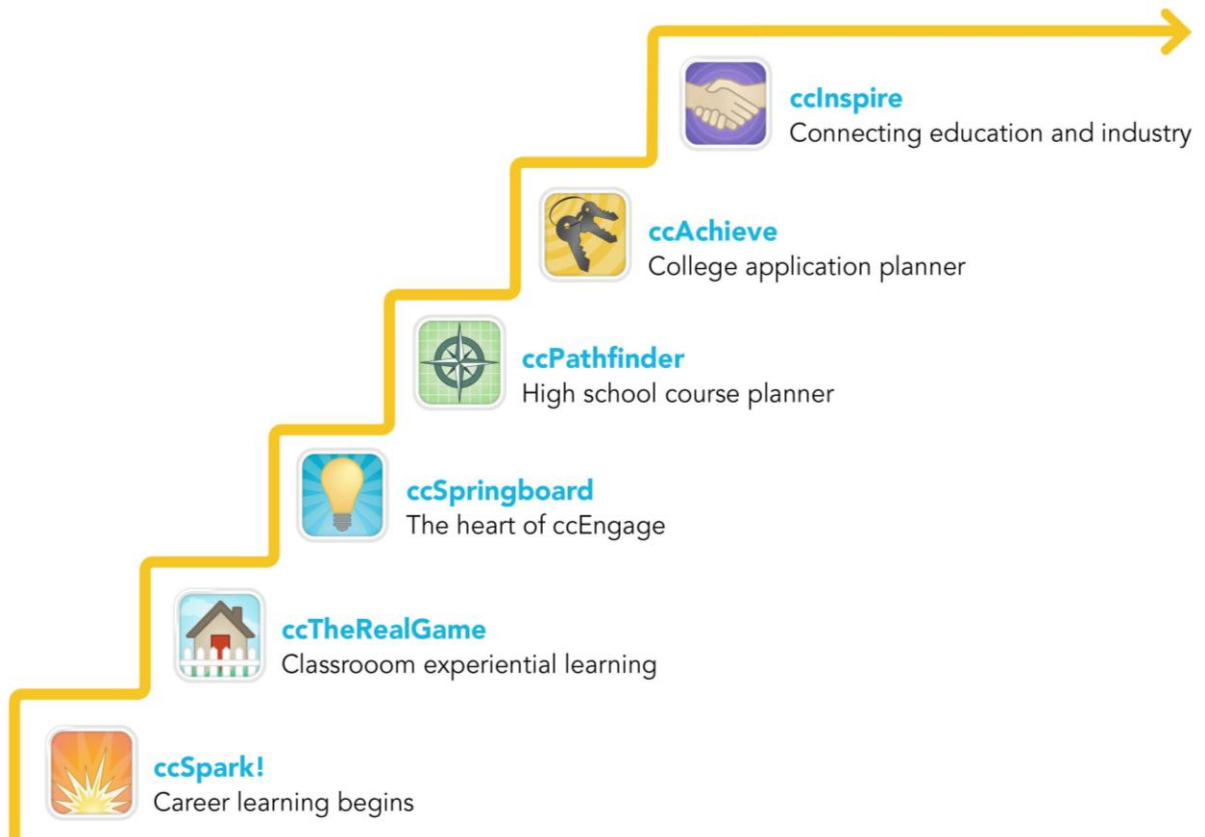 ccInspire
Connecting education and industry
ccAchieve
College application planner
ccPathfinder
High school course planner
ccSpringboard
The heart of ccEngage
ccTheRealGame
Classrooom experiential learning
ccSpark!
Career learning begins